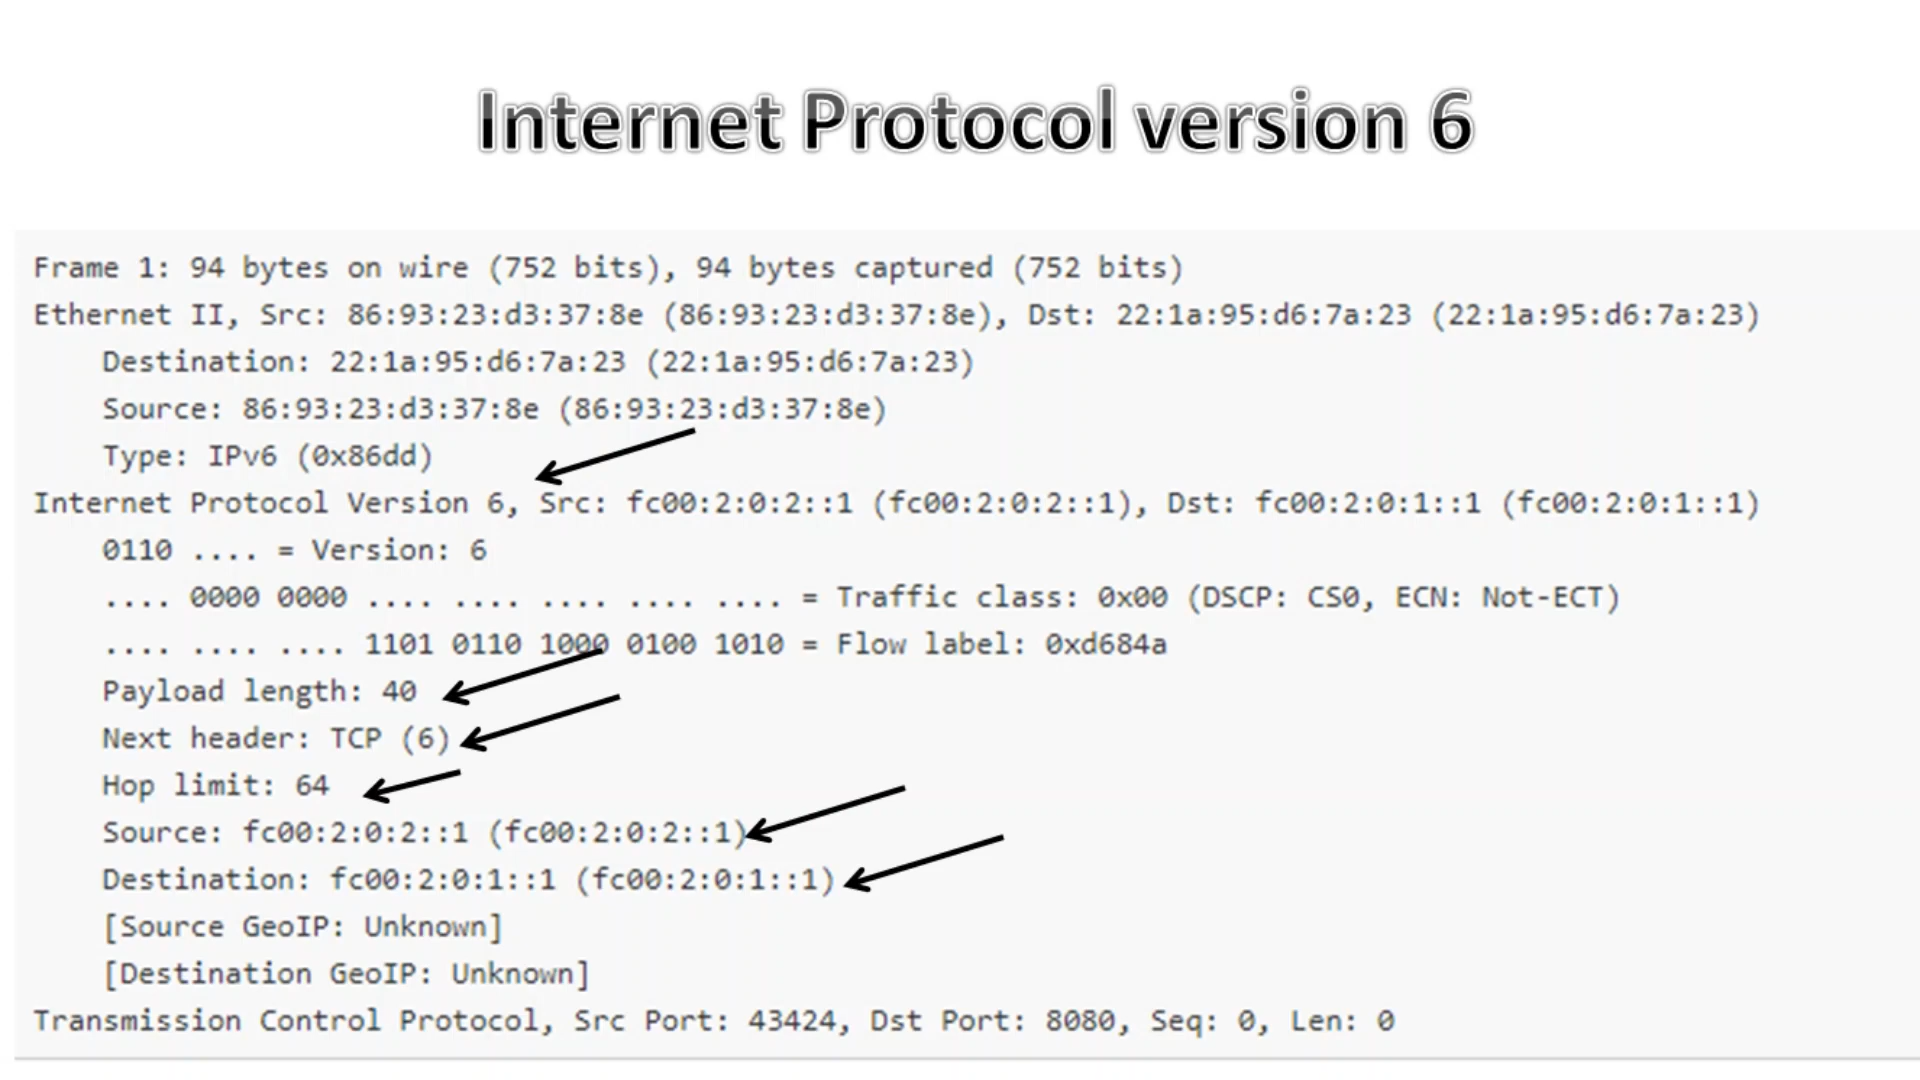 Internet Protocol version 6
Frame 1: 94 bytes on wire (752 bits), 94 bytes captured (752 bits)
Ethernet II, Src: 86:93:23:d3:37:8e (86:93:23:d3:37:8e), Dst: 22:1a:95:d6:7a:23 (22:1a:95:d6:7a:23)
Destination: 22:1a:95:d6:7a:23 (22:1a:95:d6:7a:23)
Source: 86:93:23:d3:37:8e (86:93:23:d3:37:8e)
Type: IPv6 (0x86dd)
Internet Protocol Version 6, Src: fc00:2:0:2::1 (fc00:2:0:2::1), Dst: fc00:2:0:1::1 (fc00:2:0:1::1)
0110 .... = Version: 6
.... 0000 0000 .... .... .... .... .... = Traffic class: 0x00 (DSCP: CS0, ECN: Not-ECT)
.... .... .... 1101 0110 1000 0100 1010 = Flow label: 0xd684a
Payload length: 40
Next header: TCP (6)
Hop limit: 64
Source: fc00:2:0:2::1 (fc00:2:0:2::1)
Destination: fc00:2:0:1::1 (fc00:2:0:1::1)
[Source GeoIP: Unknown]
[Destination GeoIP: Unknown]
Transmission Control Protocol, Src Port: 43424, Dst Port: 8080, Seq: 0, Len: 0